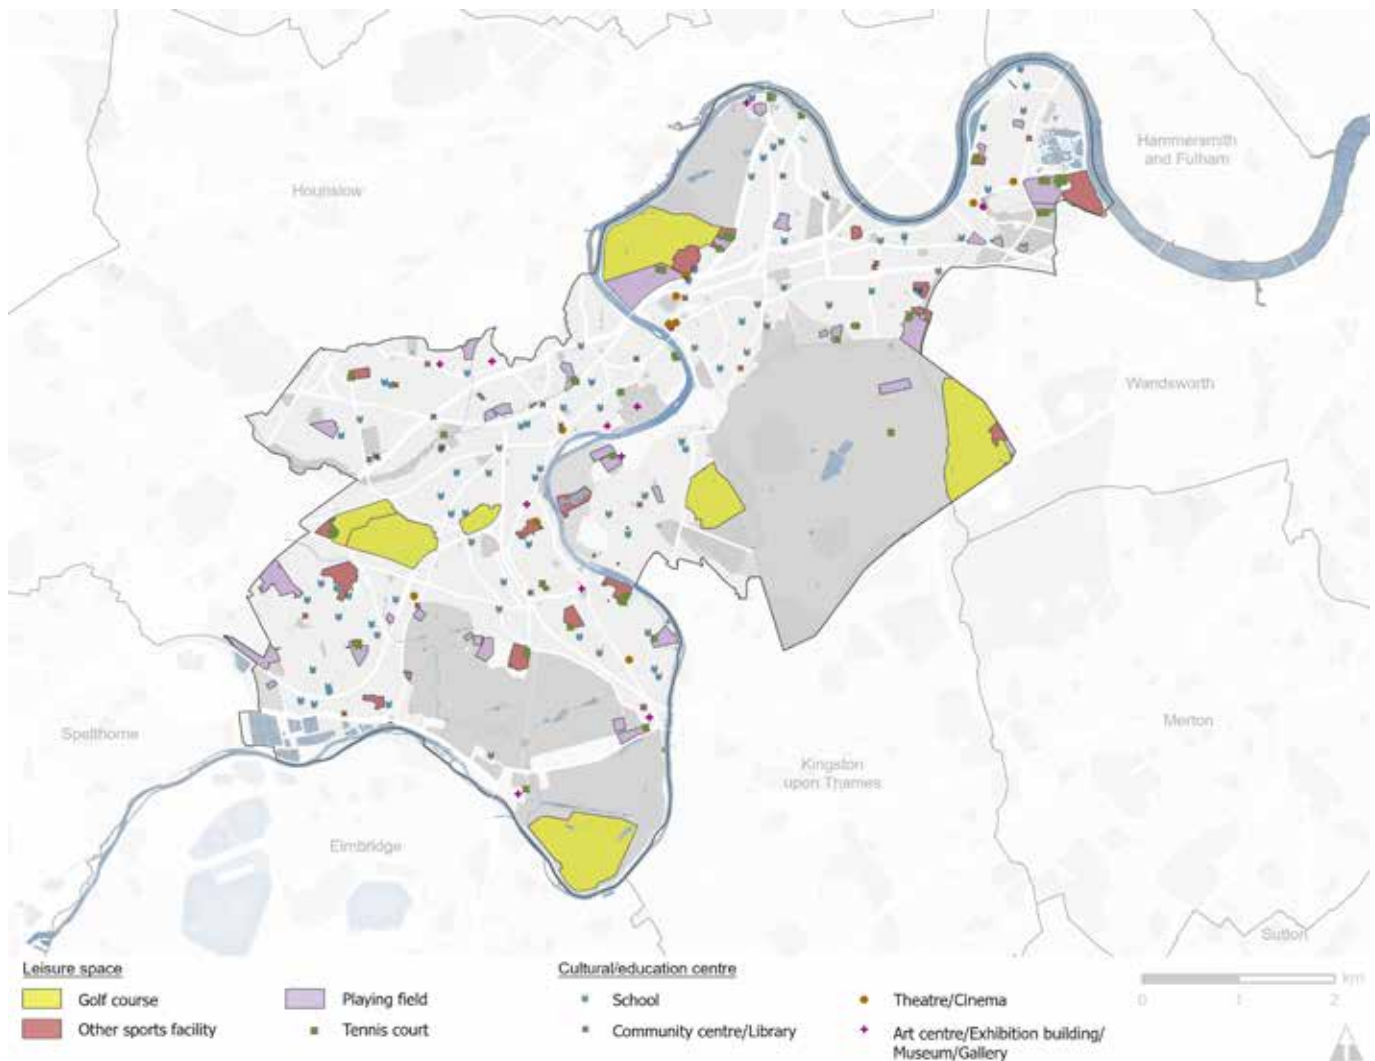 Hounslow
Hammersmith
and Fulham
Wandsworth
Spelthorne
Merton
Kingston
upon Thames
Elmbridge
Sutton
Leisure space
Golf course
Other sports facility
Playing field
Tennis court
Cultural/education centre
School
Community centre/Library
Theatre/Cinema
Art centre/Exhibition building/
Museum/Gallery
km
0 1 2